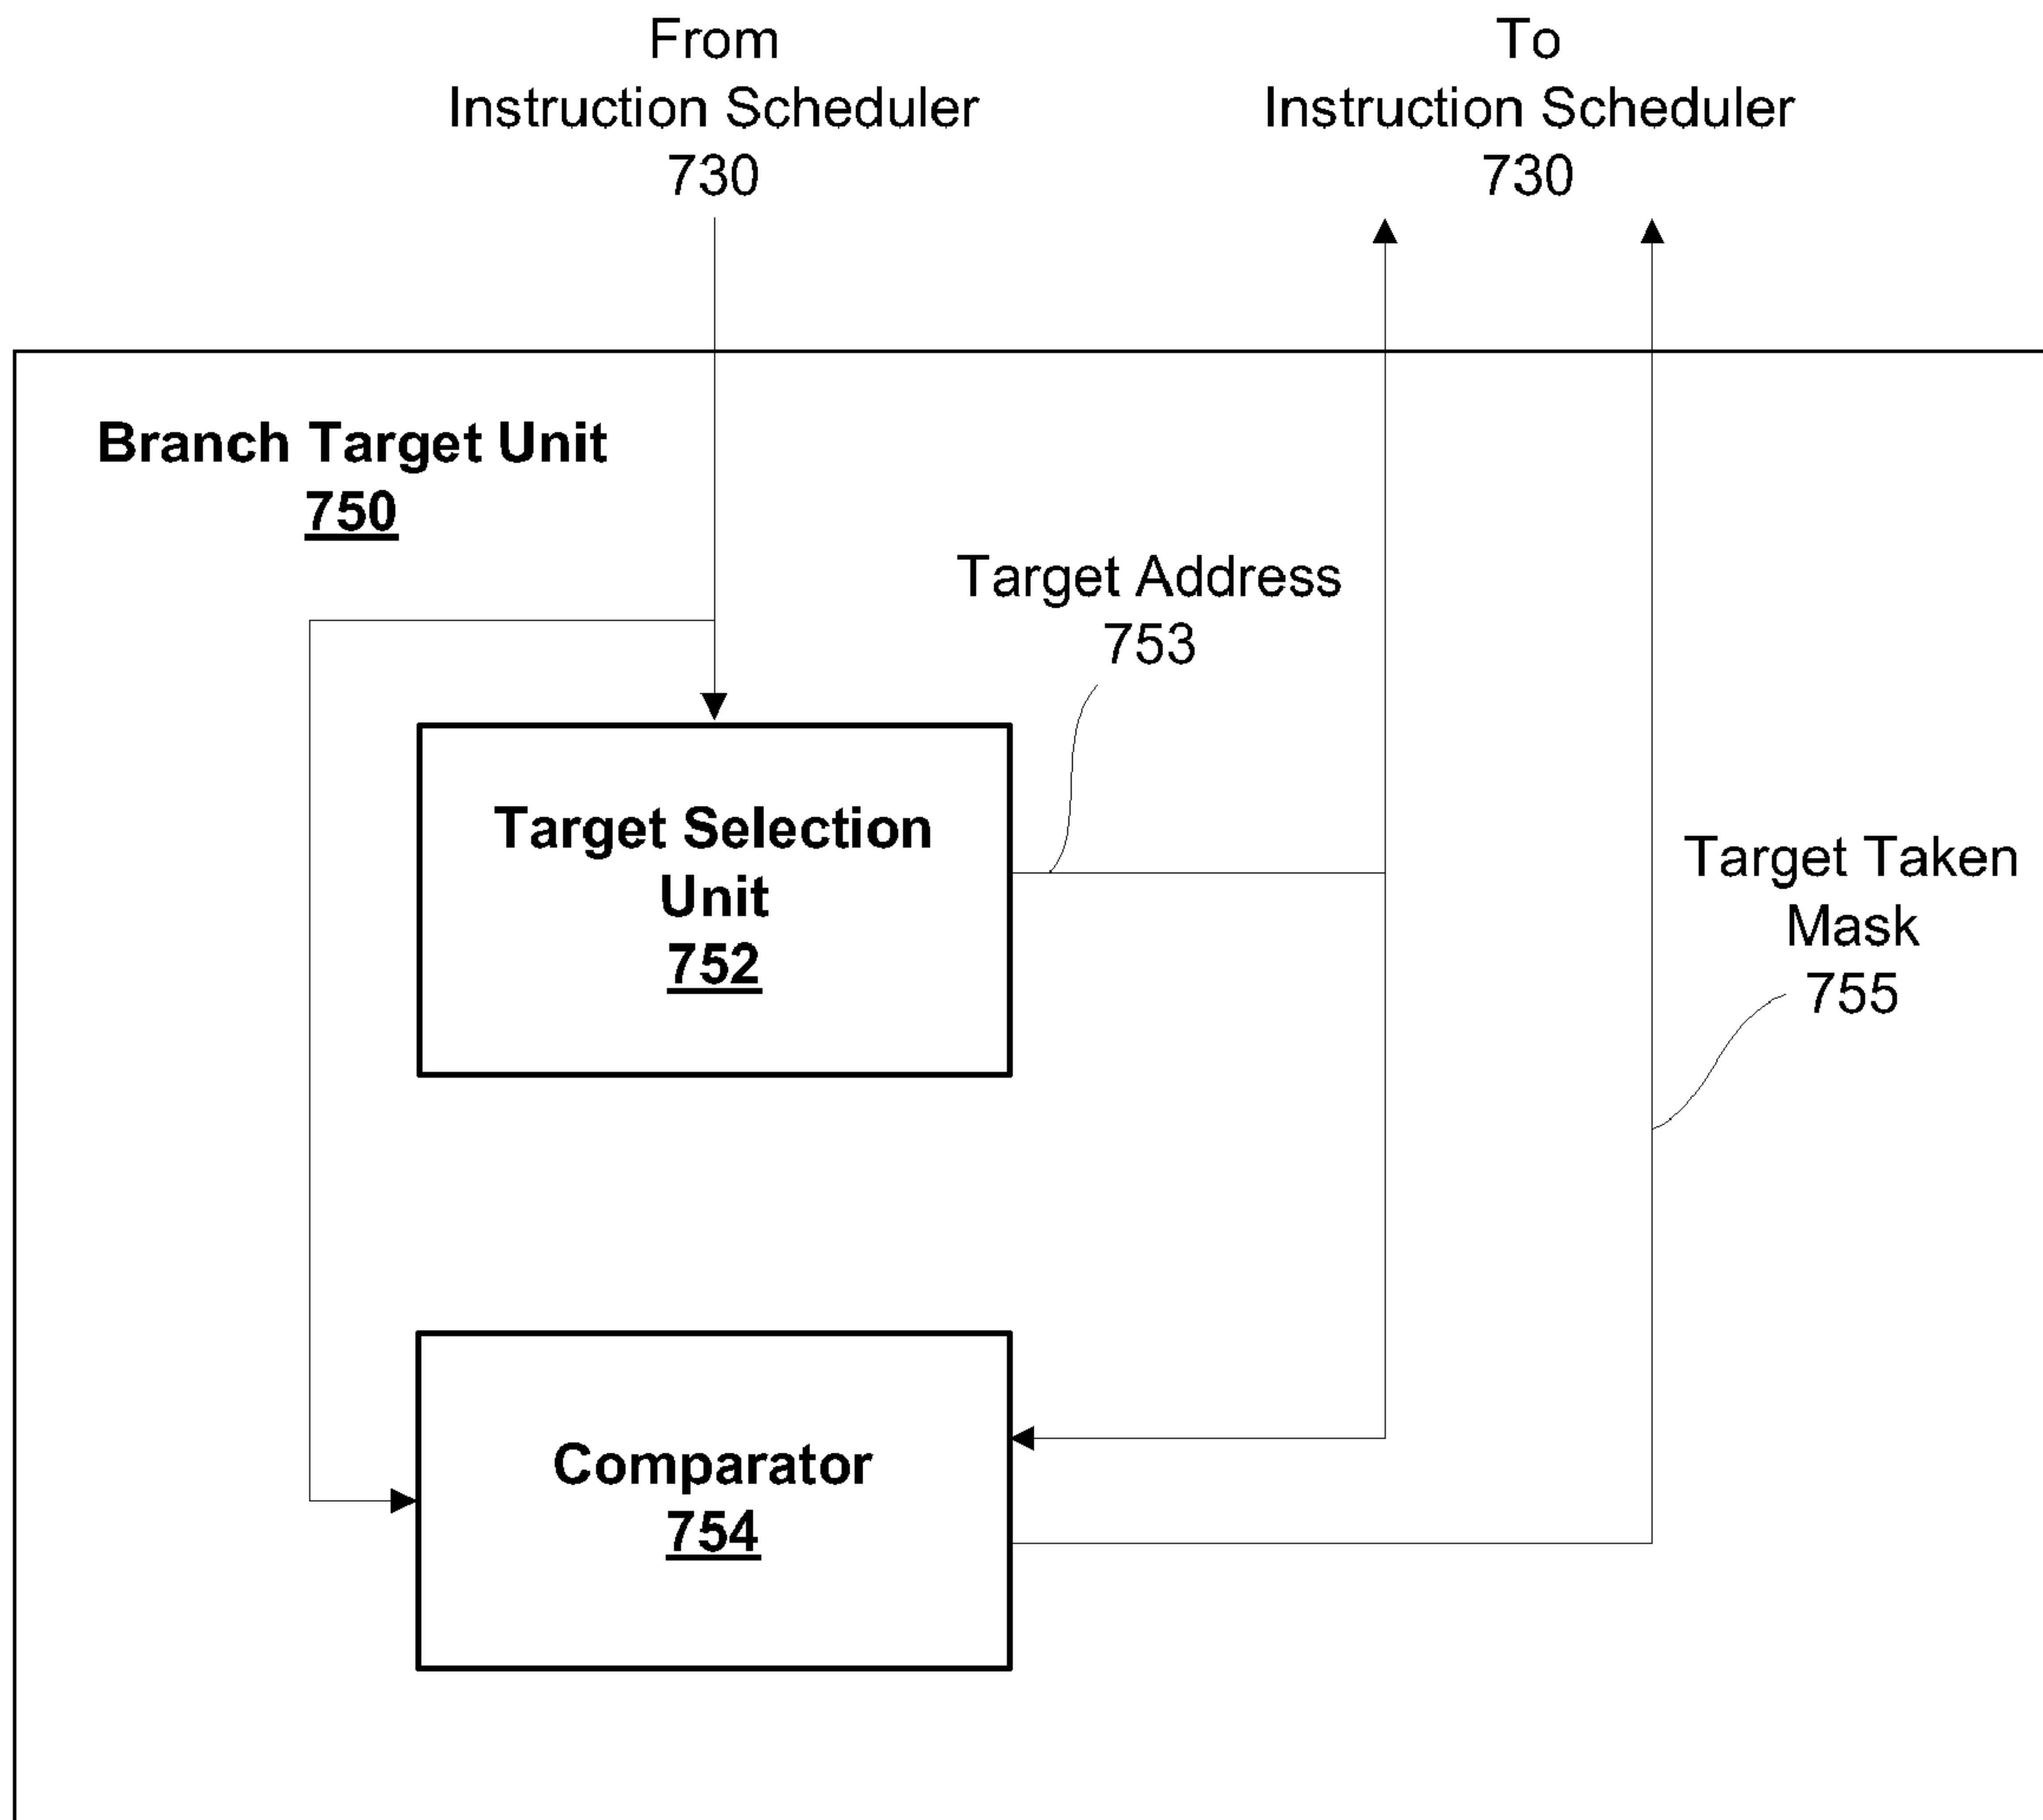 From
Instruction Scheduler
730
To
Instruction Scheduler
730
Branch Target Unit
750
Target Address
753
Target Selection
Unit
752
Target Taken
Mask
755
Comparator
754